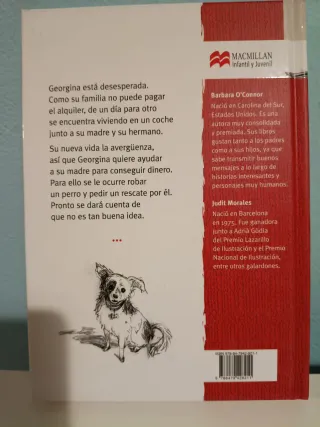 Georgina está desesperada.
Como su familia no puede pagar
el alquiler, de un día para otro
se encuentra viviendo en un coche
junto a su madre y su hermano.
Su nueva vida la avergüenza,
así que Georgina quiere ayudar
a su madre para conseguir dinero.
Para ello se le ocurre robar
un perro y pedir un rescate por él.
Pronto se dará cuenta de
que no es tan buena idea.
MACMILLAN
Infantil y Juvenil
Barbara O'Connor
Nació en Carolina del Sur,
Estados Unidos. Es una
autora muy consolidada
y premiada. Sus libros
gustan tanto a los padres
como a sus hijos, ya que
sabe transmitir buenos
mensajes a lo largo de
historias interesantes y
personajes muy humanos.
Judit Morales
Nació en Barcelona
en 1975. Fue ganadora
junto a Adrià Gòdia
del Premio Lazarillo
de Ilustración y el Premio
Nacional de Ilustración,
entre otros galardones.